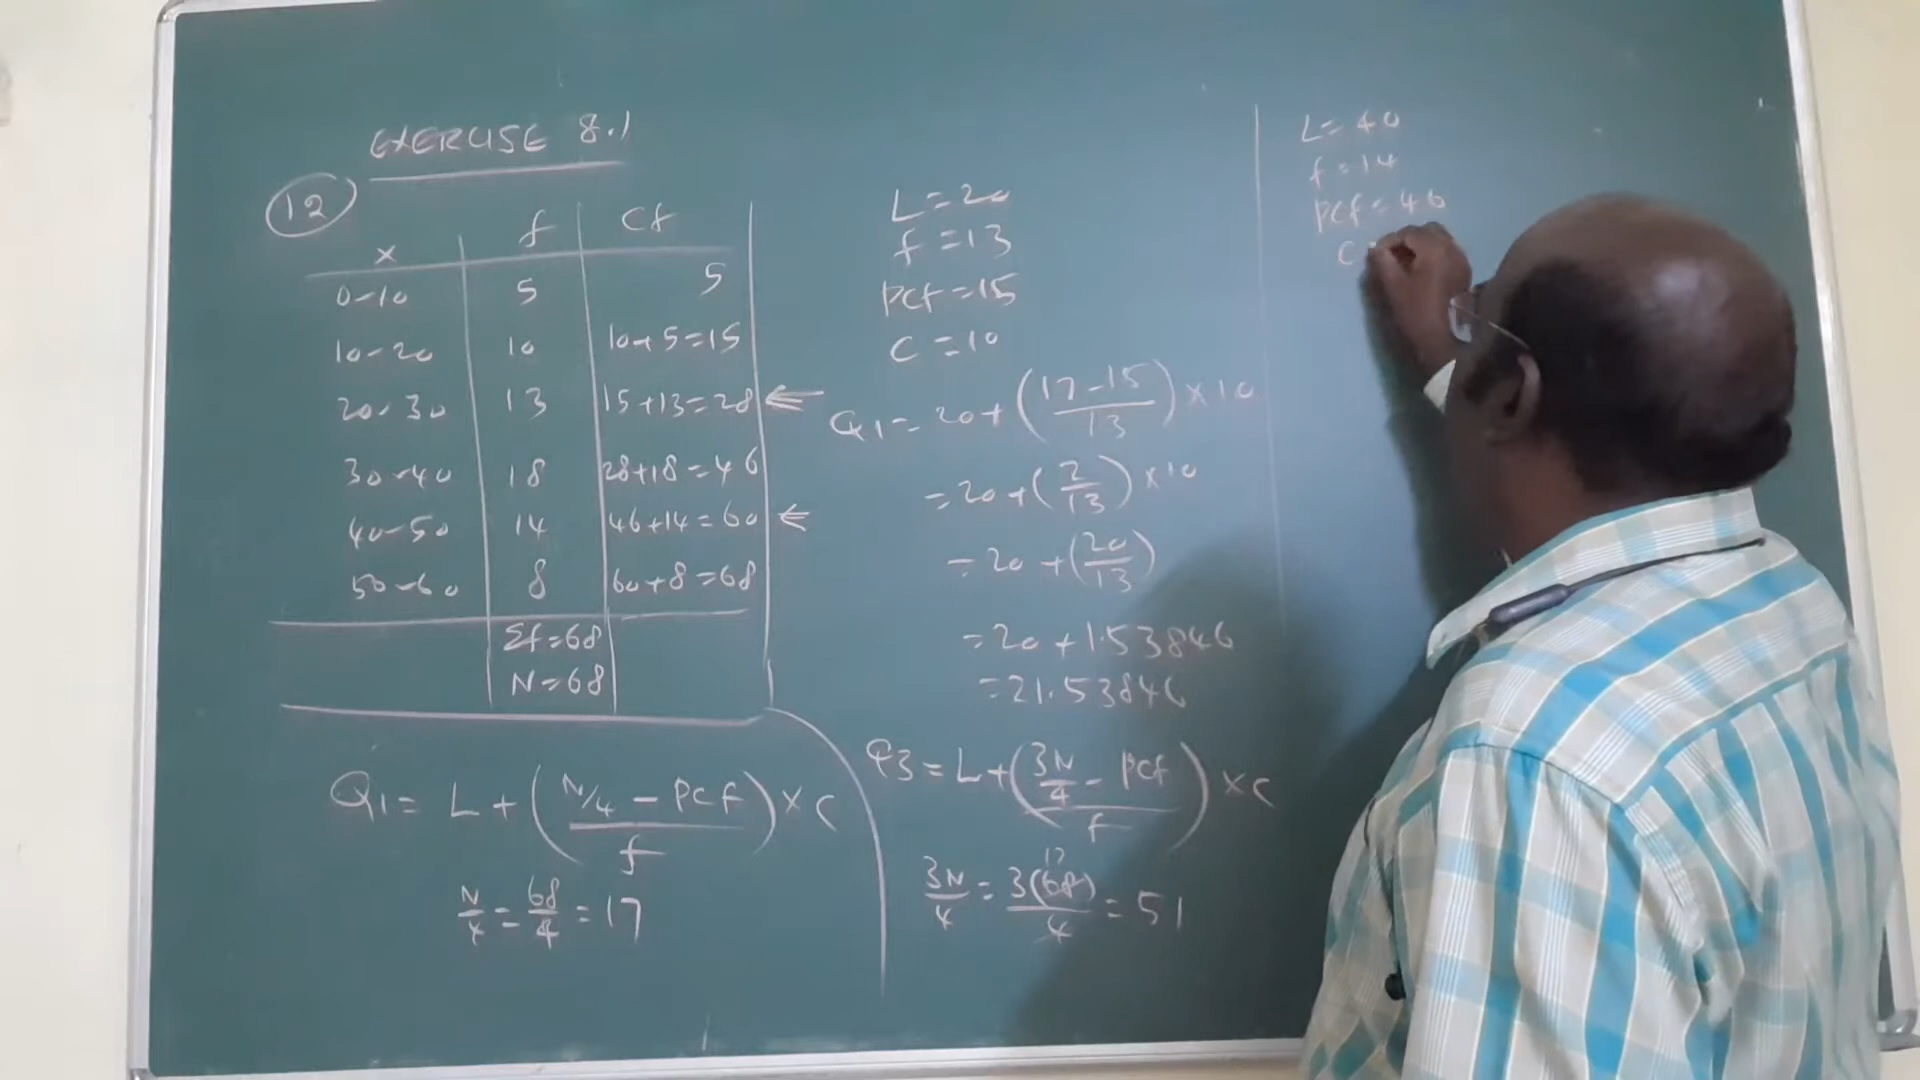 EXERCISE 8.1
12
x f Cf
0-10 5 5
10-20 10 10+5=15
20-30 13 15+13=28
30-40 18 28+18=46
40-50 14 46+14=60
50-60 8 60+8=68
Σf=68
N=68
Q1= L+(N/4 - Pcf / f)×C
N/4 = 68/4 = 17
L=20
f=13
Pcf=15
C=10
Q1=20+(17-15/13)×10
=20+(2/13)×10
=20+(20/13)
=20+1.53846
=21.53846
Q3=L+(3N/4 - Pcf / f)×C
17
3N/4 = 3(68)/4 = 51
L=40
f=14
Pcf=46
C